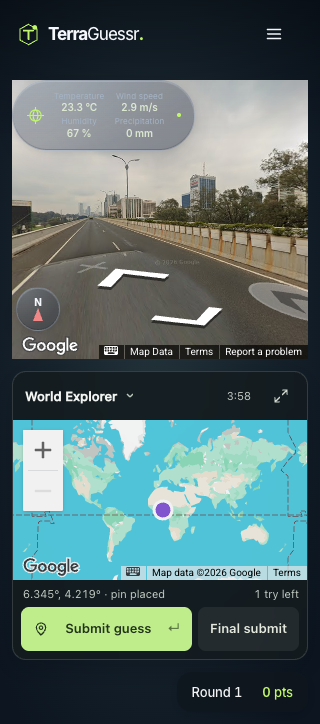 TerraGuessr.
Temperature Wind speed
23.3 °C 2.9 m/s
Humidity Precipitation
67 % 0 mm
© 2026 Google
N
Google
Map Data Terms Report a problem
World Explorer 3:58
+
−
Google
Map data ©2026 Google Terms
6.345°, 4.219° · pin placed 1 try left
Submit guess ↵ Final submit
Round 1 0 pts